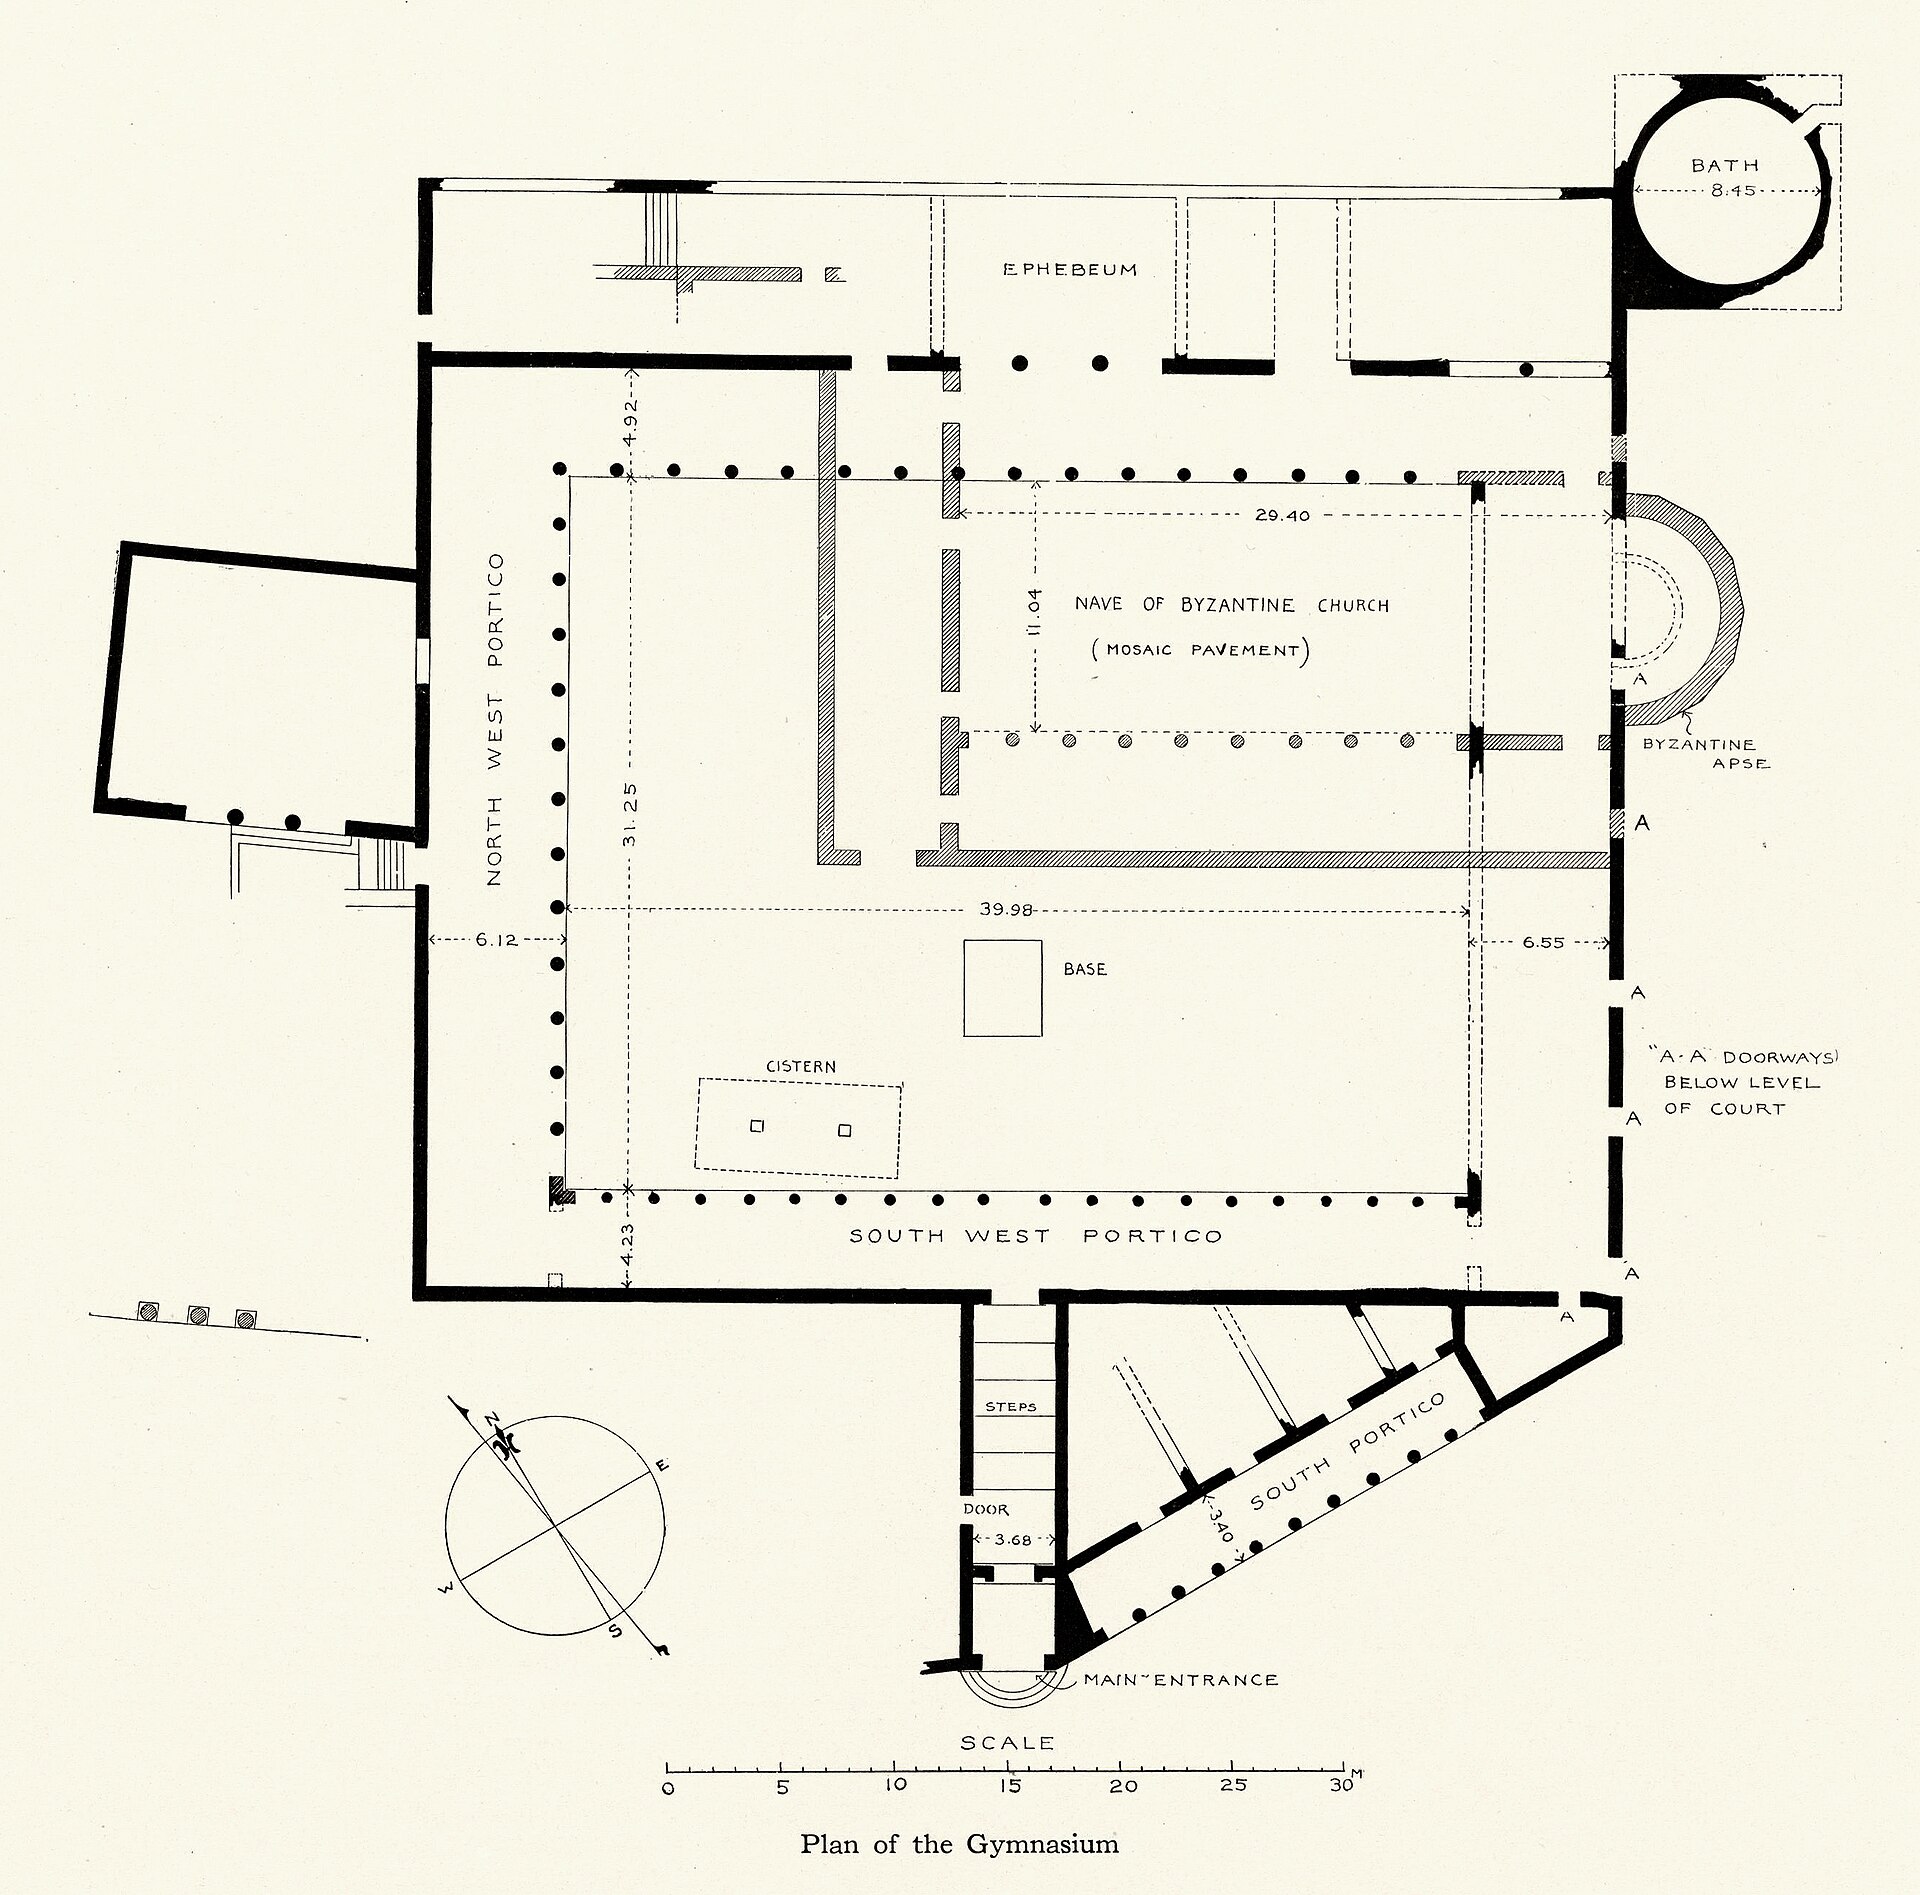 BATH
8.45
EPHEBEUM
4.92
29.40
NORTH WEST PORTICO
11.04
NAVE OF BYZANTINE CHURCH
(MOSAIC PAVEMENT)
A
BYZANTINE
APSE
31.25
A
39.98
6.12
6.55
BASE
A
"A-A" DOORWAYS
BELOW LEVEL
OF COURT
CISTERN
A
4.23
SOUTH WEST PORTICO
A
A
STEPS
SOUTH PORTICO
N
E
W
S
DOOR
3.68
3.40
MAIN~ENTRANCE
SCALE
0 5 10 15 20 25 30 M
Plan of the Gymnasium